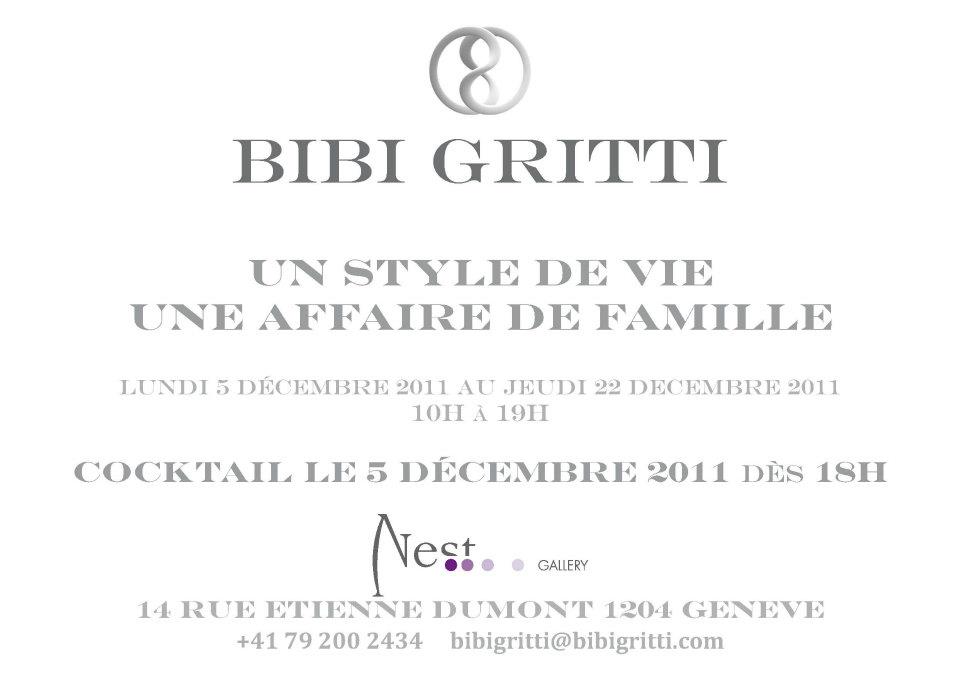 BIBI GRITTI
UN STYLE DE VIE
UNE AFFAIRE DE FAMILLE
LUNDI 5 DÉCEMBRE 2011 AU JEUDI 22 DECEMBRE 2011
10H À 19H
COCKTAIL LE 5 DÉCEMBRE 2011 DÈS 18H
Nest GALLERY
14 RUE ETIENNE DUMONT 1204 GENEVE
+41 79 200 2434 bibigritti@bibigritti.com